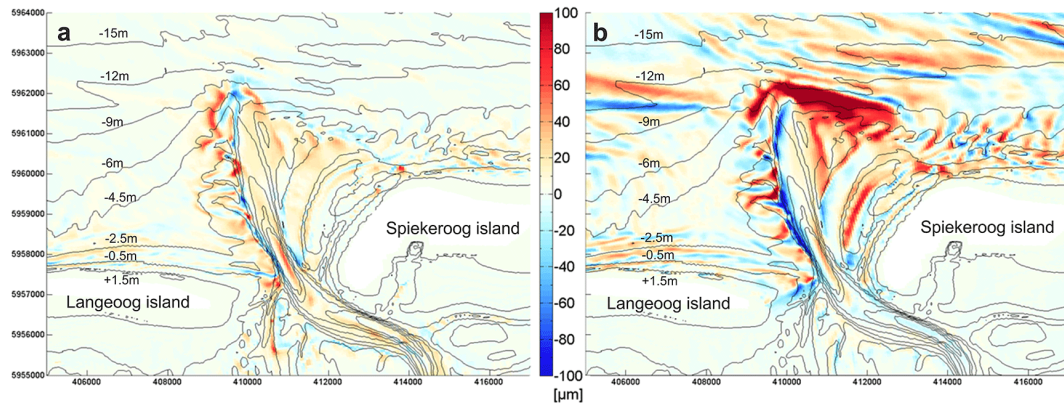 a
5964000
5963000
5962000
5961000
5960000
5959000
5958000
5957000
5956000
5955000
-15m
-12m
-9m
-6m
-4.5m
-2.5m
-0.5m
+1.5m
Langeoog island
Spiekeroog island
406000 408000 410000 412000 414000 416000
100
80
60
40
20
0
-20
-40
-60
-80
-100
[µm]
b
-15m
-12m
-9m
-6m
-4.5m
-2.5m
-0.5m
+1.5m
Langeoog island
Spiekeroog island
406000 408000 410000 412000 414000 416000